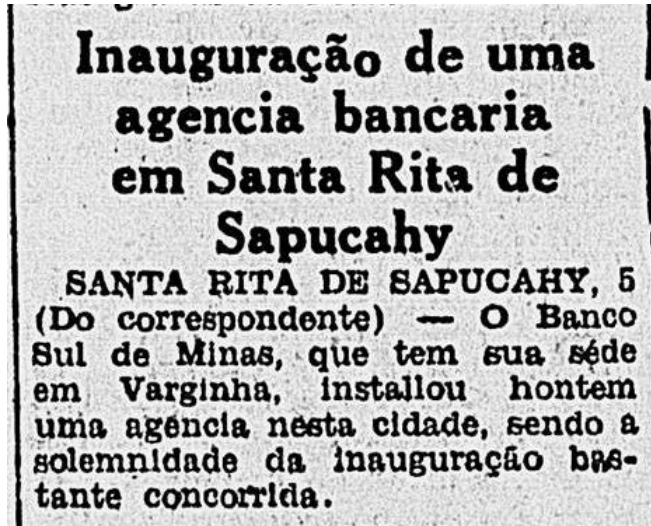 Inauguração de uma
agencia bancaria
em Santa Rita de
Sapucahy
SANTA RITA DE SAPUCAHY, 5
(Do correspondente) — O Banco
Sul de Minas, que tem sua séde
em Varginha, installou hontem
uma agencia nesta cidade, sendo a
solemnidade da inauguração bas-
tante concorrida.